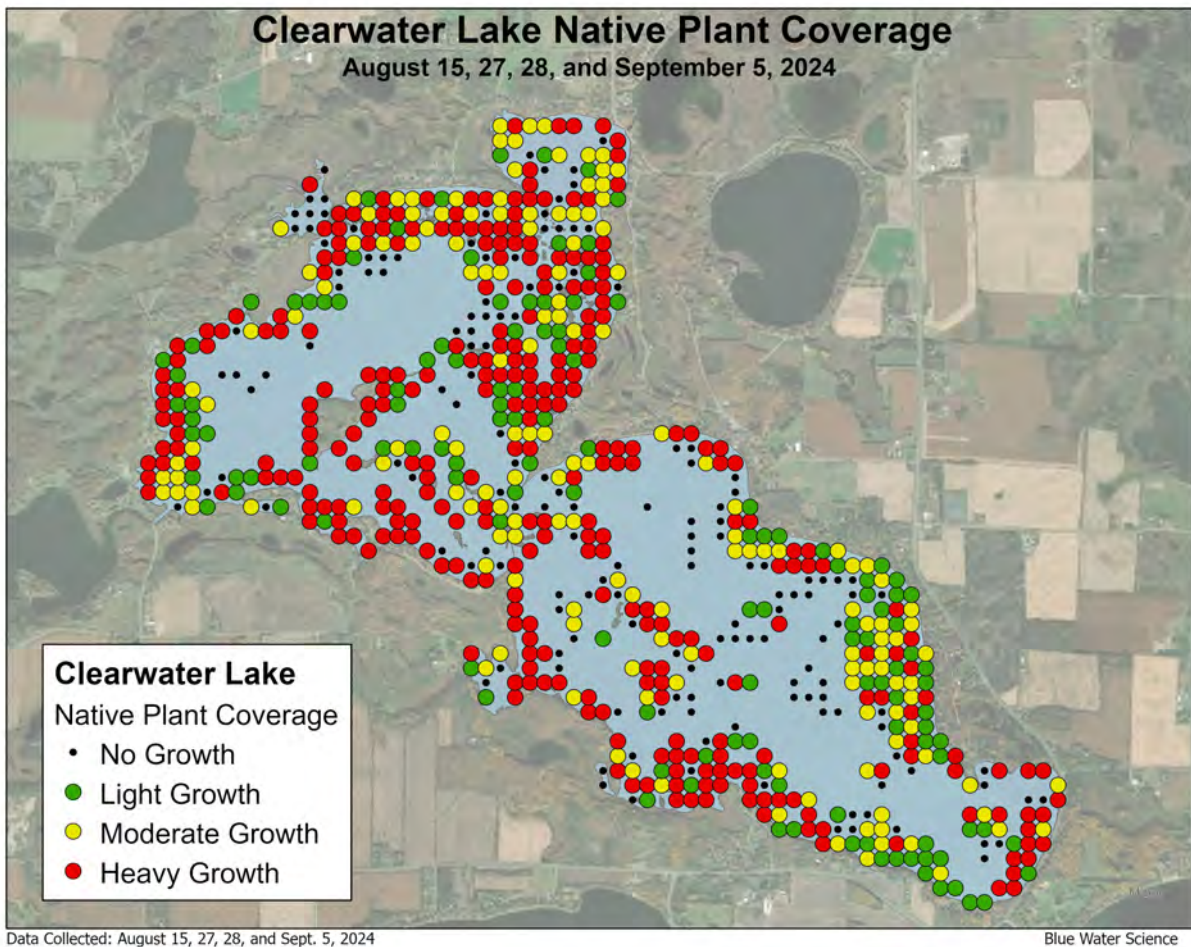 Clearwater Lake Native Plant Coverage
August 15, 27, 28, and September 5, 2024
Clearwater Lake
Native Plant Coverage
No Growth
Light Growth
Moderate Growth
Heavy Growth
Data Collected: August 15, 27, 28, and Sept. 5, 2024
Blue Water Science